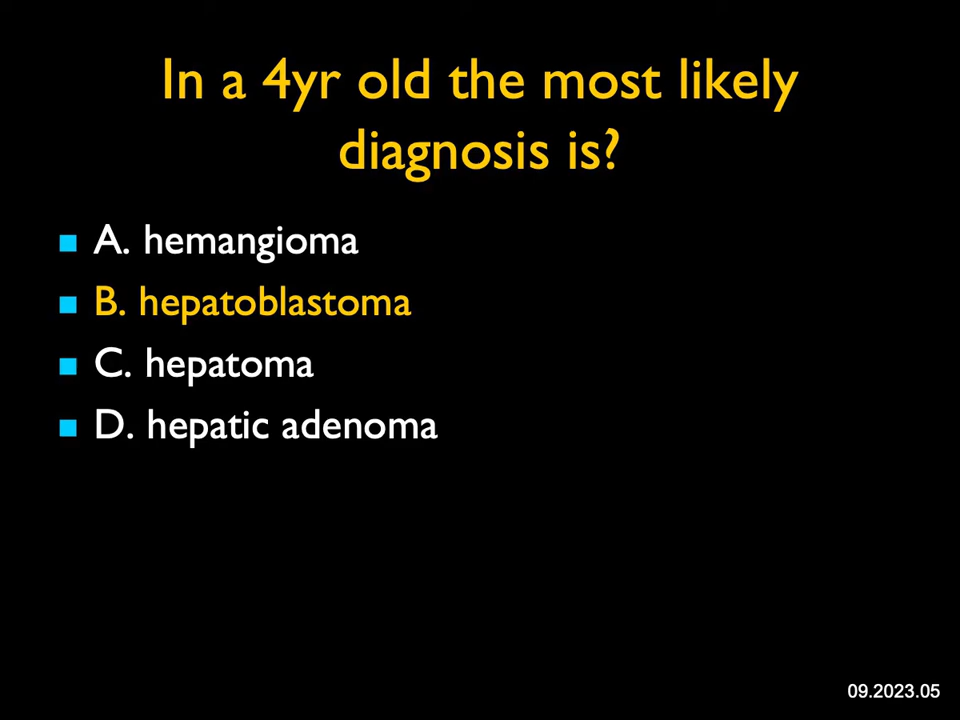 In a 4yr old the most likely
diagnosis is?
A. hemangioma
B. hepatoblastoma
C. hepatoma
D. hepatic adenoma
09.2023.05